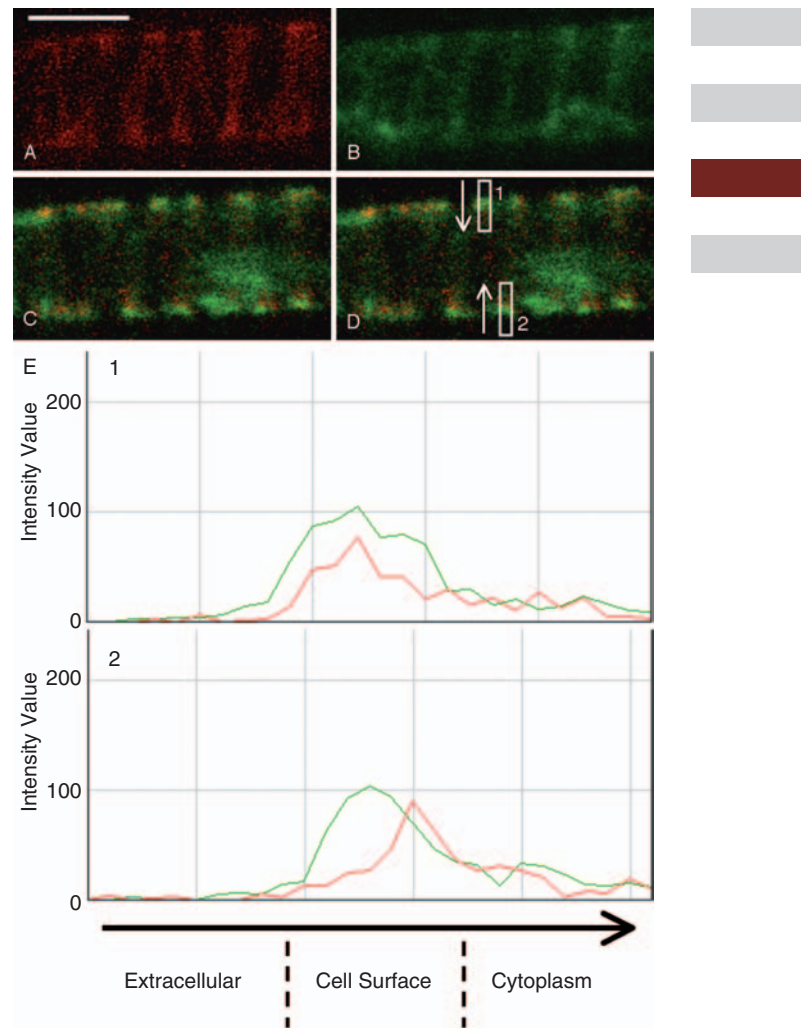 A
B
C
D
1
2
E
1
Intensity Value
200
100
0
2
Intensity Value
200
100
0
Extracellular
Cell Surface
Cytoplasm